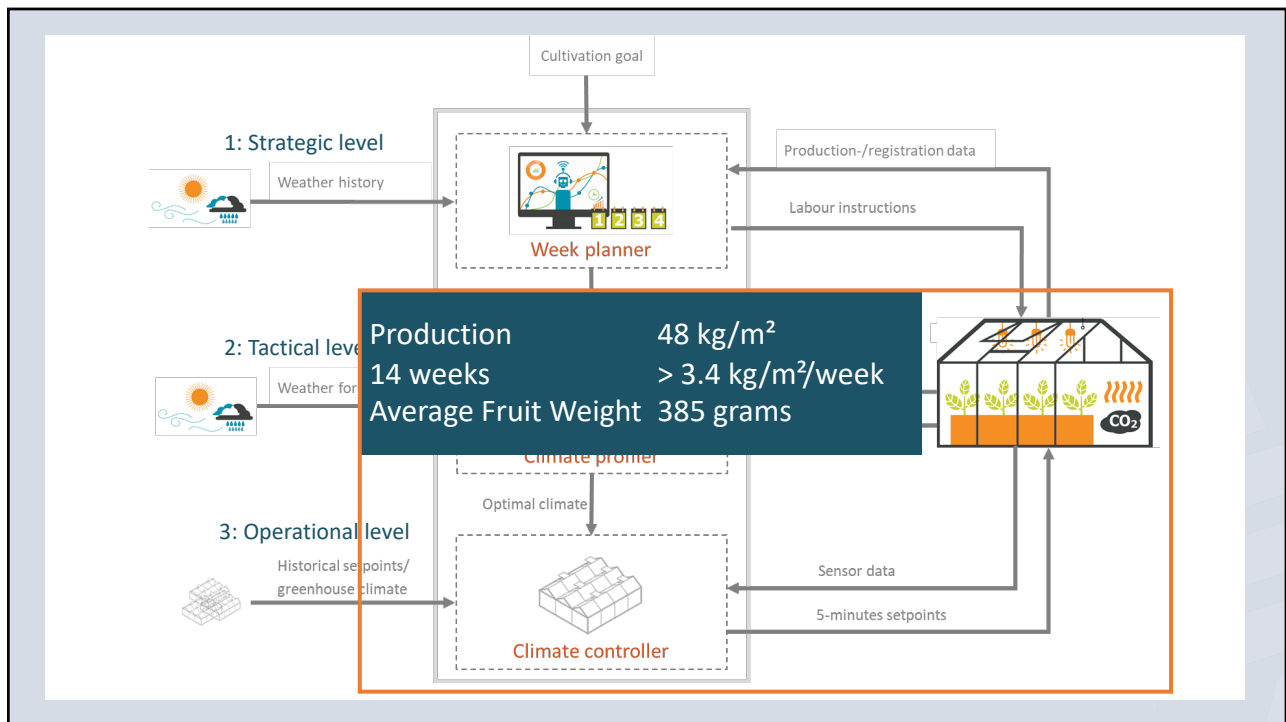 Cultivation goal
1: Strategic level
Weather history
Production-/registration data
Labour instructions
1 2 3 4
Week planner
2: Tactical
Weather
Production 48 kg/m²
14 weeks > 3.4 kg/m²/week
Average Fruit Weight 385 grams
CO₂
Climate profiler
Optimal climate
3: Operational level
Historical setpoints/
greenhouse climate
Sensor data
5-minutes setpoints
Climate controller